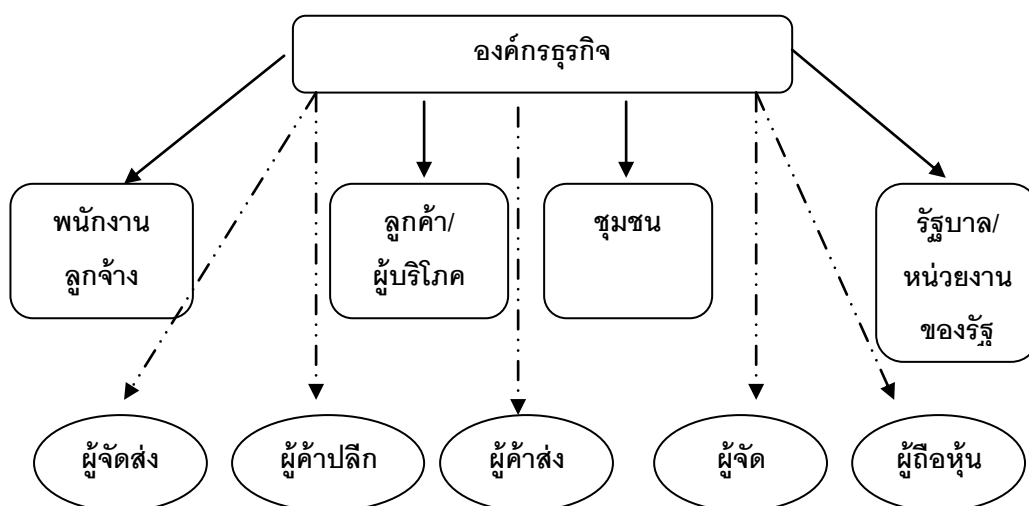 องค์กรธุรกิจ
พนักงาน
ลูกจ้าง
ลูกค้า/
ผู้บริโภค
ชุมชน
รัฐบาล/
หน่วยงาน
ของรัฐ
ผู้จัดส่ง
ผู้ค้าปลีก
ผู้ค้าส่ง
ผู้จัด
ผู้ถือหุ้น